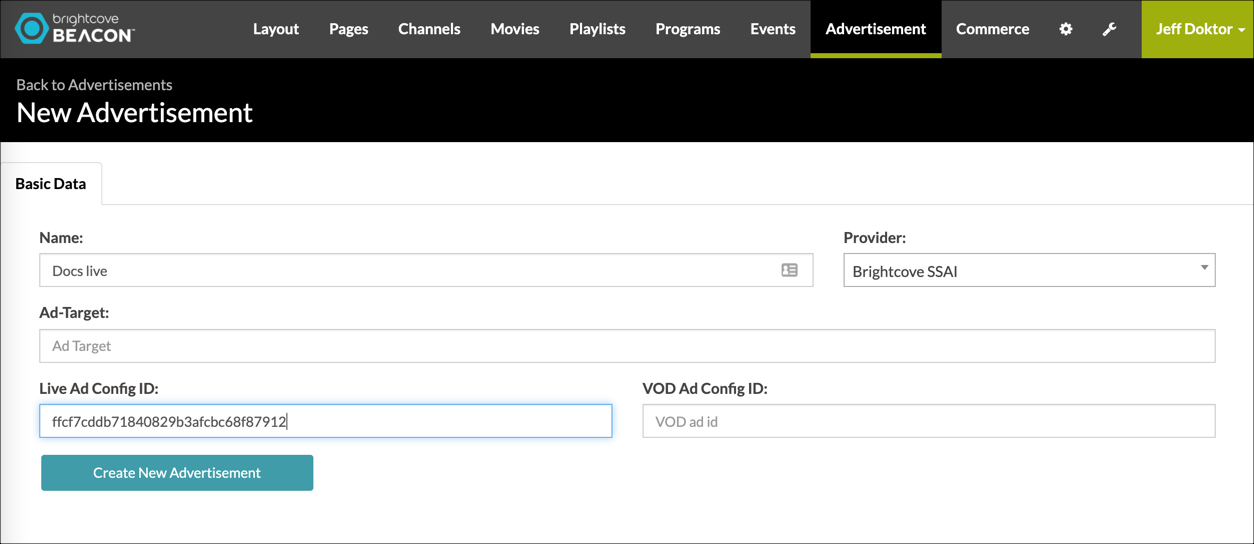 brightcove
BEACON™
Layout Pages Channels Movies Playlists Programs Events Advertisement Commerce Jeff Doktor
Back to Advertisements
New Advertisement
Basic Data
Name: Provider:
Docs live Brightcove SSAI
Ad-Target:
Ad Target
Live Ad Config ID: VOD Ad Config ID:
ffcf7cddb71840829b3afcbc68f87912 VOD ad id
Create New Advertisement